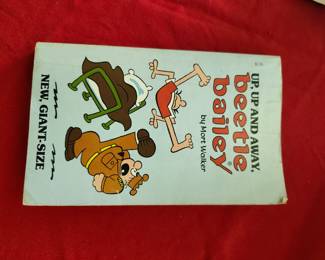 UP, UP AND AWAY,
beetle
bailey
by Mort Walker
NEW, GIANT-SIZE